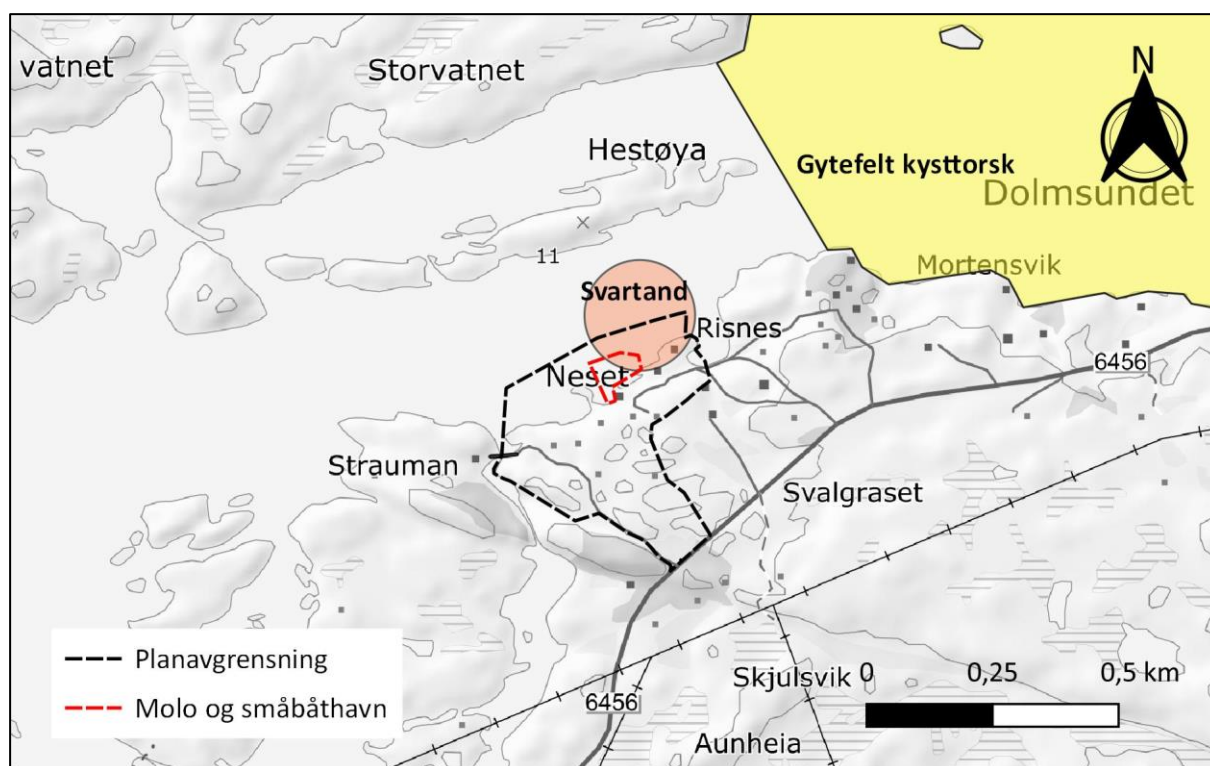 vatnet
Storvatnet
N
Hestøya
Gytefelt kysttorsk
Dolmsundet
11
Mortensvik
Svartand
Risnes
6456
Neset
Strauman
Svalgraset
Planavgrensning
Molo og småbåthavn
Skjulsvik
0 0,25 0,5 km
6456
Aunheia